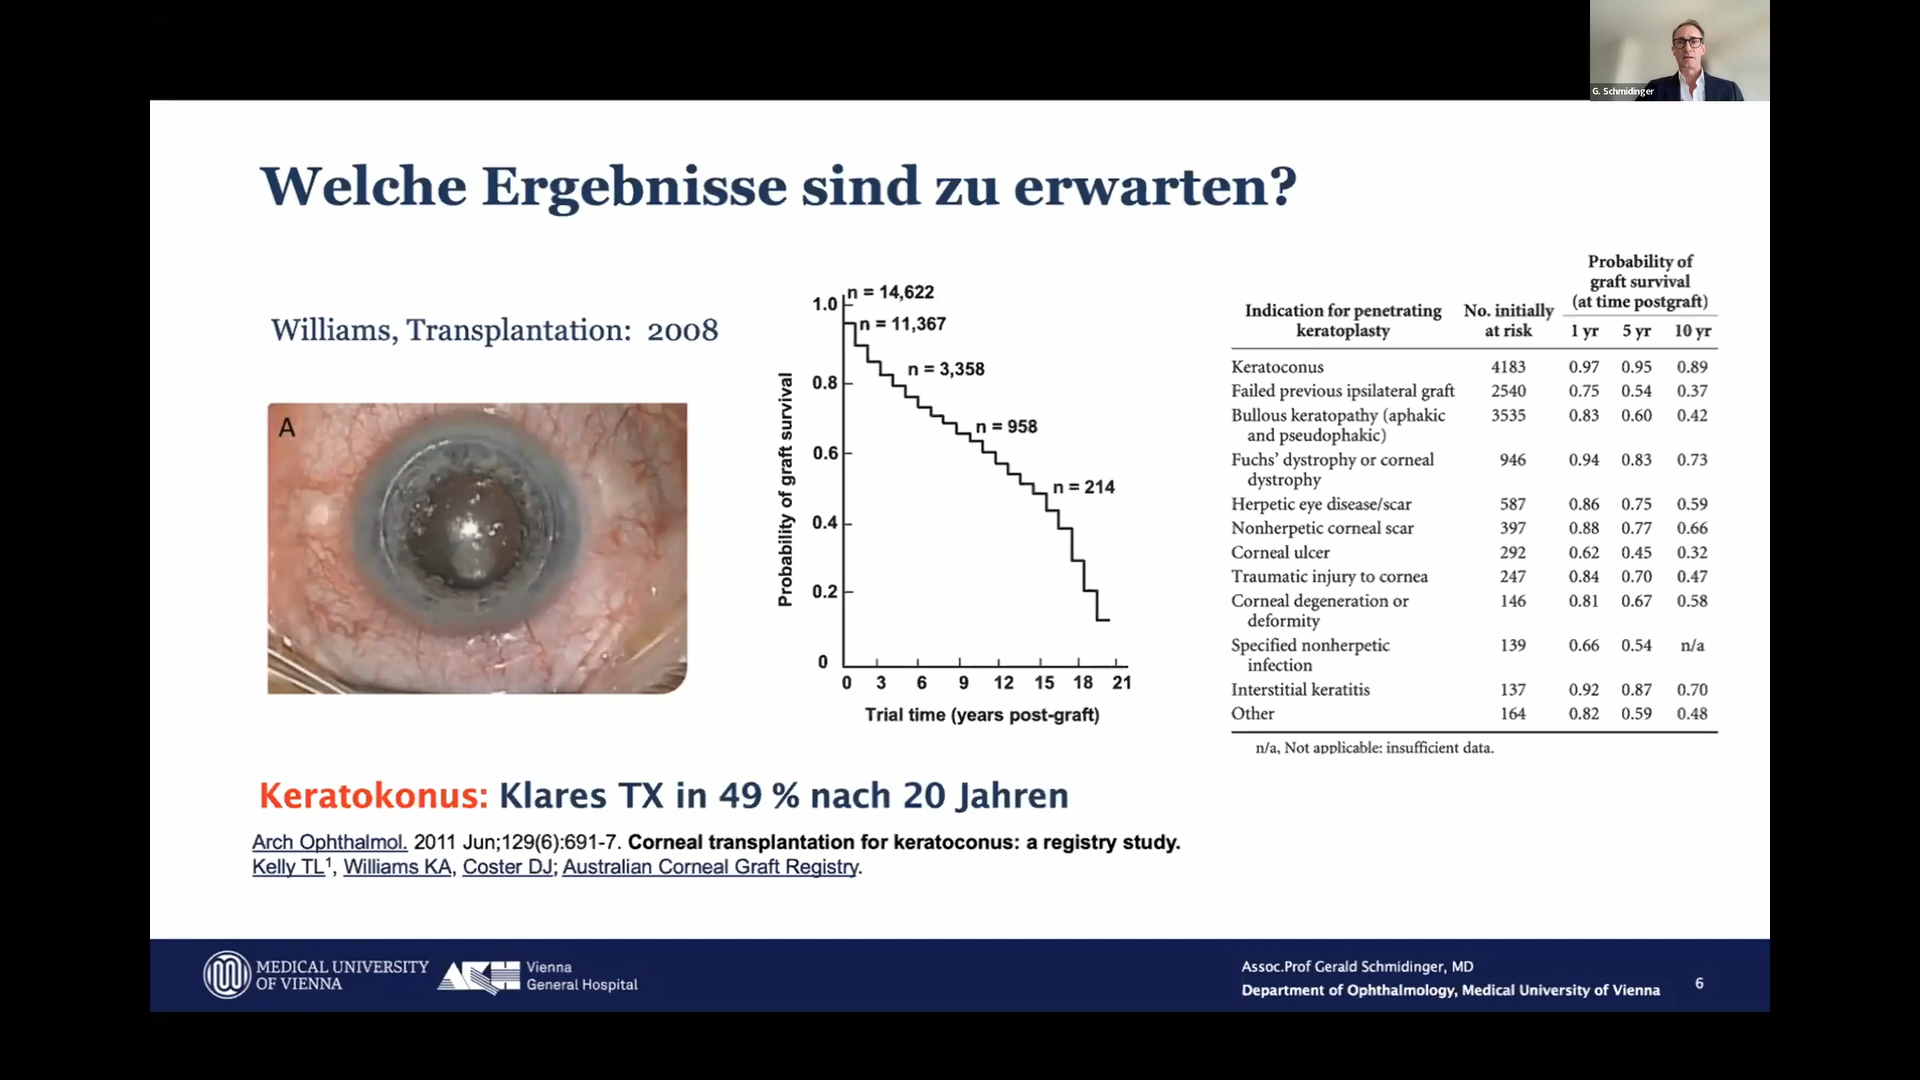 G. Schmidinger
Welche Ergebnisse sind zu erwarten?
Williams, Transplantation: 2008
A
Probability of graft survival
1.0
0.8
0.6
0.4
0.2
0
n = 14,622
n = 11,367
n = 3,358
n = 958
n = 214
0 3 6 9 12 15 18 21
Trial time (years post-graft)
Probability of
graft survival
(at time postgraft)
Indication for penetrating
keratoplasty
No. initially
at risk
1 yr 5 yr 10 yr
Keratoconus 4183 0.97 0.95 0.89
Failed previous ipsilateral graft 2540 0.75 0.54 0.37
Bullous keratopathy (aphakic 3535 0.83 0.60 0.42
and pseudophakic)
Fuchs' dystrophy or corneal 946 0.94 0.83 0.73
dystrophy
Herpetic eye disease/scar 587 0.86 0.75 0.59
Nonherpetic corneal scar 397 0.88 0.77 0.66
Corneal ulcer 292 0.62 0.45 0.32
Traumatic injury to cornea 247 0.84 0.70 0.47
Corneal degeneration or 146 0.81 0.67 0.58
deformity
Specified nonherpetic 139 0.66 0.54 n/a
infection
Interstitial keratitis 137 0.92 0.87 0.70
Other 164 0.82 0.59 0.48
n/a, Not applicable: insufficient data.
Keratokonus: Klares TX in 49 % nach 20 Jahren
Arch Ophthalmol. 2011 Jun;129(6):691-7. Corneal transplantation for keratoconus: a registry study.
Kelly TL¹, Williams KA, Coster DJ; Australian Corneal Graft Registry.
MEDICAL UNIVERSITY
OF VIENNA
AKH
Vienna
General Hospital
Assoc.Prof Gerald Schmidinger, MD
Department of Ophthalmology, Medical University of Vienna
6